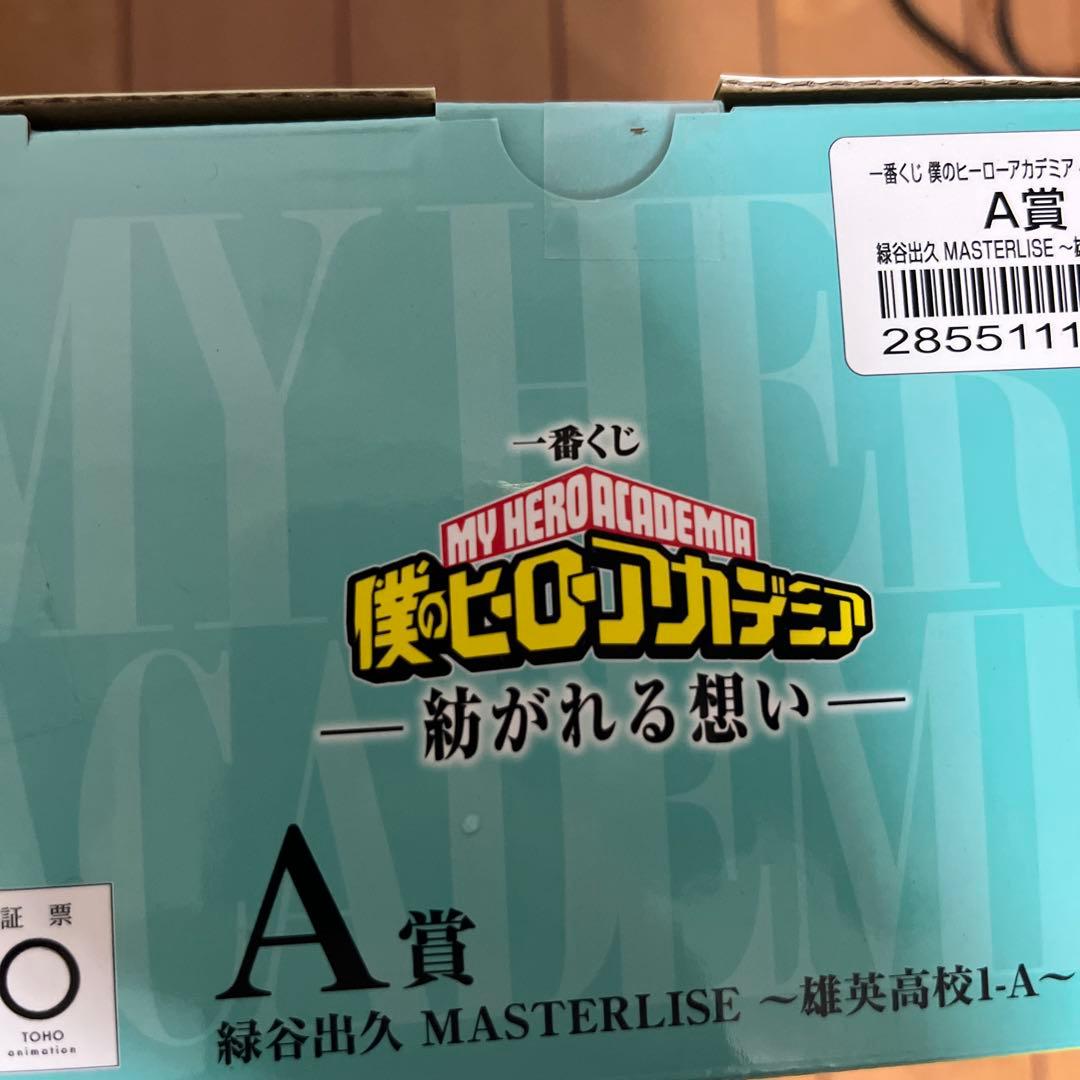 一番くじ 僕のヒーローアカデミア
A賞
緑谷出久 MASTERLISE ～
2855111
MY HER
ACADEMI
一番くじ
MY HERO ACADEMIA
僕のヒーローアカデミア
―紡がれる想い―
A賞
緑谷出久 MASTERLISE ～雄英高校1-A～
証票
TOHO
animation